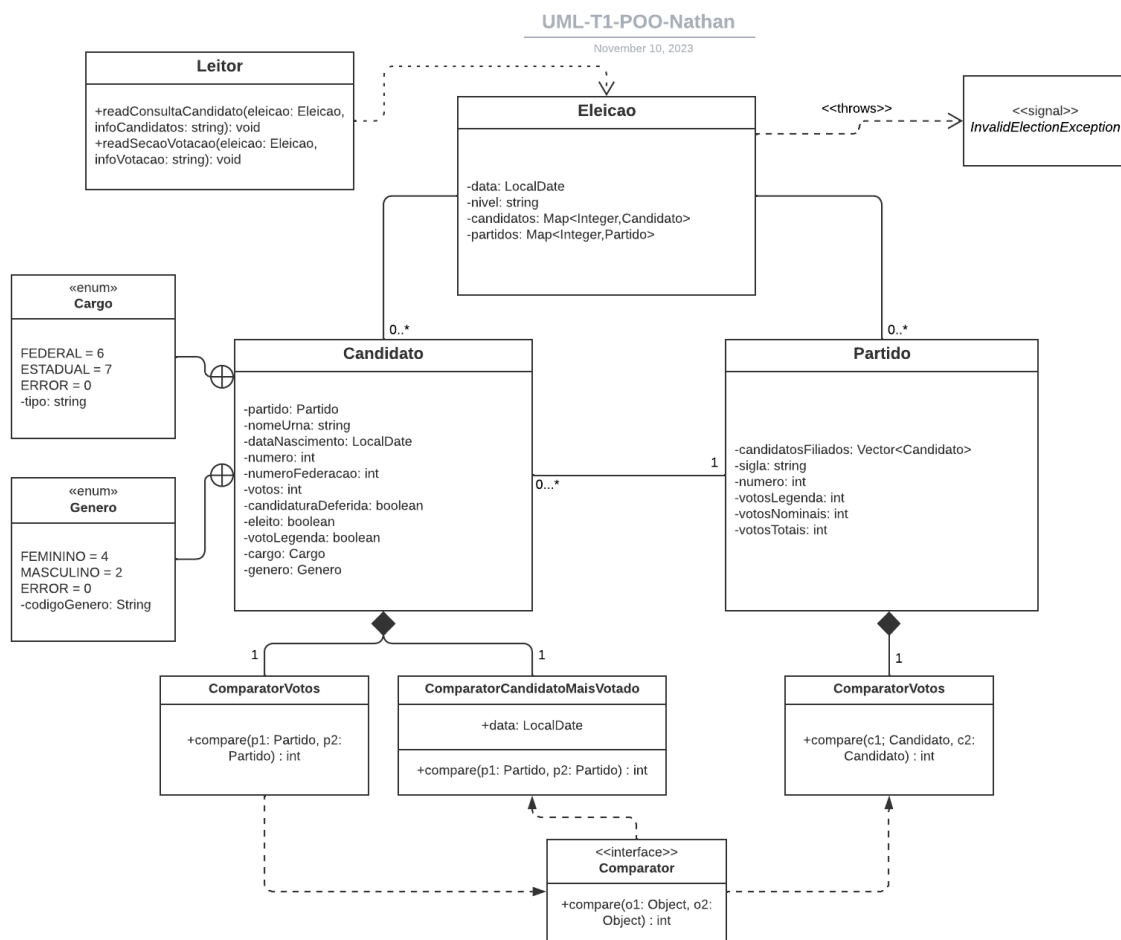 UML-T1-POO-Nathan
November 10, 2023
Leitor
+readConsultaCandidato(eleicao: Eleicao,
infoCandidatos: string): void
+readSecaoVotacao(eleicao: Eleicao,
infoVotacao: string): void
Eleicao
-data: LocalDate
-nivel: string
-candidatos: Map<Integer,Candidato>
-partidos: Map<Integer,Partido>
<<throws>>
<<signal>>
InvalidElectionException
«enum»
Cargo
FEDERAL = 6
ESTADUAL = 7
ERROR = 0
-tipo: string
«enum»
Genero
FEMININO = 4
MASCULINO = 2
ERROR = 0
-codigoGenero: String
0..*
0..*
Candidato
-partido: Partido
-nomeUrna: string
-dataNascimento: LocalDate
-numero: int
-numeroFederacao: int
-votos: int
-candidaturaDeferida: boolean
-eleito: boolean
-votoLegenda: boolean
-cargo: Cargo
-genero: Genero
1
0...*
Partido
-candidatosFiliados: Vector<Candidato>
-sigla: string
-numero: int
-votosLegenda: int
-votosNominais: int
-votosTotais: int
1
1
1
ComparatorVotos
+compare(p1: Partido, p2:
Partido) : int
ComparatorCandidatoMaisVotado
+data: LocalDate
+compare(p1: Partido, p2: Partido) : int
ComparatorVotos
+compare(c1; Candidato, c2:
Candidato) : int
<<interface>>
Comparator
+compare(o1: Object, o2:
Object) : int